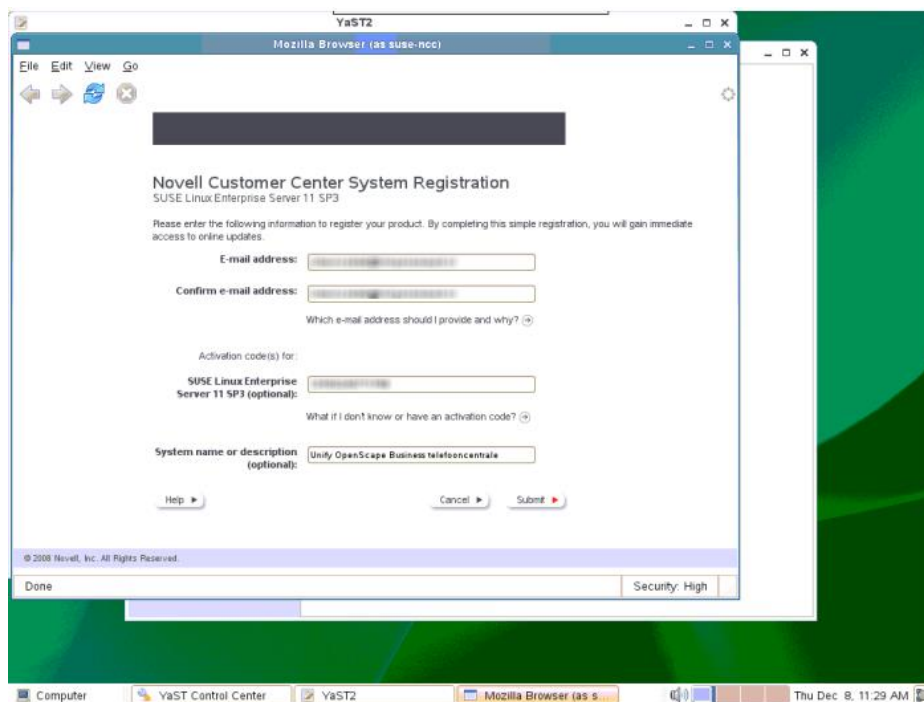 YaST2
Mozilla Browser (as suse-ncc)
File Edit View Go
Novell Customer Center System Registration
SUSE Linux Enterprise Server 11 SP3
Please enter the following information to register your product. By completing this simple registration, you will gain immediate
access to online updates.
E-mail address:
Confirm e-mail address:
Which e-mail address should I provide and why?
Activation code(s) for:
SUSE Linux Enterprise
Server 11 SP3 (optional):
What if I don't know or have an activation code?
System name or description
(optional):
Unify OpenScape Business telefooncentrale
Help
Cancel
Submit
© 2008 Novell, Inc. All Rights Reserved.
Done
Security: High
Computer
YaST Control Center
YaST2
Mozilla Browser (as s...
Thu Dec 8, 11:29 AM